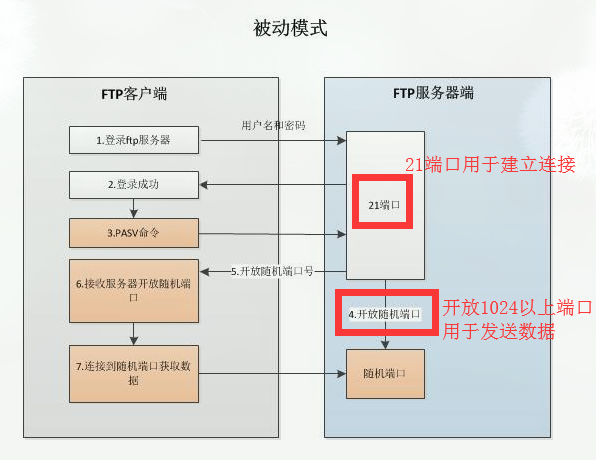 被动模式
FTP客户端
FTP服务器端
用户名和密码
1.登录ftp服务器
21端口用于建立连接
2.登录成功
21端口
3.PASV命令
5.开放随机端口号
6.接收服务器开放随机端
口
4.开放随机端口
开放1024以上端口
用于发送数据
7.连接到随机端口获取数
据
随机端口